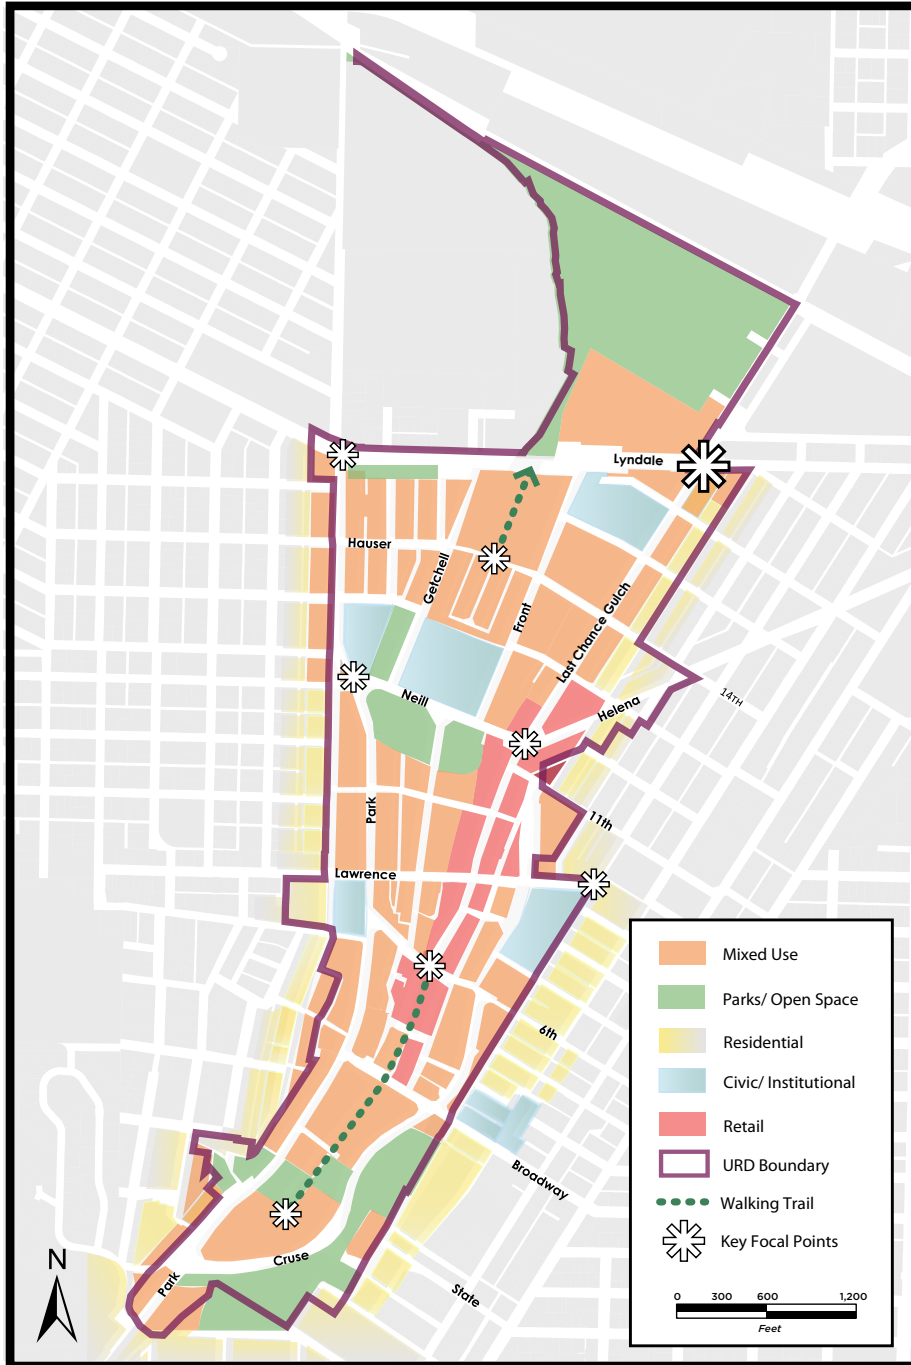 Lyndale
Hauser
Getchell
Front
Last Chance Gulch
Neill
Helena
14TH
Park
11th
Lawrence
6th
Broadway
Cruse
Park
State
N
Mixed Use
Parks/ Open Space
Residential
Civic/ Institutional
Retail
URD Boundary
Walking Trail
Key Focal Points
0 300 600 1,200
Feet